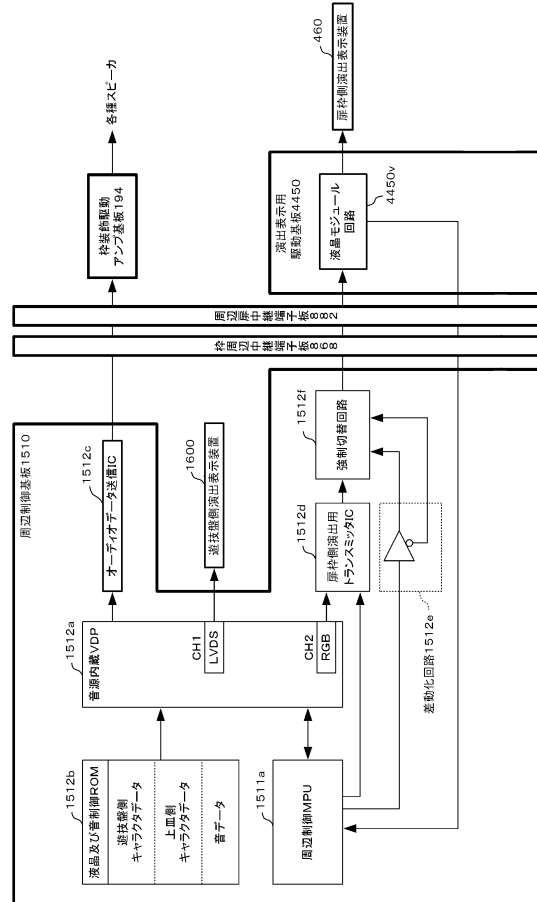 周辺制御基板1510
1512b
液晶及び音制御ROM
遊技盤側
キャラクタデータ
上皿側
キャラクタデータ
音データ
1512a
音源内蔵VDP
CH1
LVDS
CH2
RGB
1511a
周辺制御MPU
1512c
オーディオデータ送信IC
1600
遊技盤側演出表示装置
1512d
扉枠側演出用
トランスミッタIC
1512f
強制切替回路
差動化回路1512e
枠周辺中継端子板868
周辺扉中継端子板882
枠装飾駆動
アンプ基板194
各種スピーカ
演出表示用
駆動基板4450
液晶モジュール
回路
4450v
460
扉枠側演出表示装置